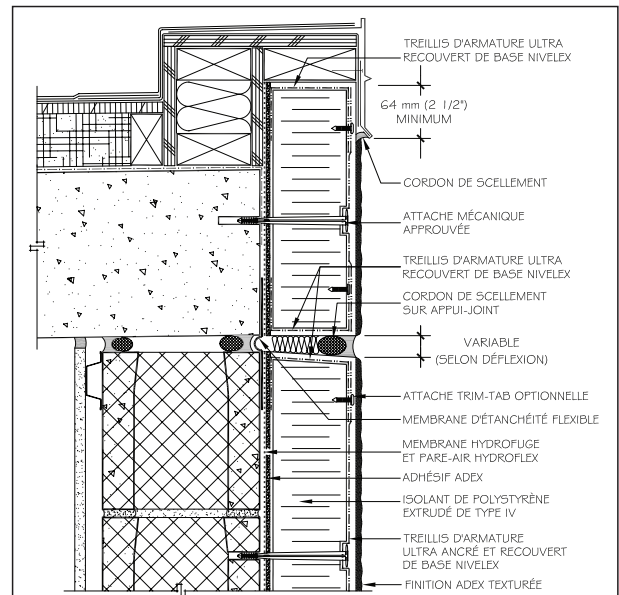 TREILLIS D'ARMATURE ULTRA
RECOUVERT DE BASE NIVELEX
64 mm (2 1/2")
MINIMUM
CORDON DE SCELLEMENT
ATTACHE MÉCANIQUE
APPROUVÉE
TREILLIS D'ARMATURE ULTRA
RECOUVERT DE BASE NIVELEX
CORDON DE SCELLEMENT
SUR APPUI-JOINT
VARIABLE
(SELON DÉFLEXION)
ATTACHE TRIM-TAB OPTIONNELLE
MEMBRANE D'ÉTANCHÉITÉ FLEXIBLE
MEMBRANE HYDROFUGE
ET PARE-AIR HYDROFLEX
ADHÉSIF ADEX
ISOLANT DE POLYSTYRÈNE
EXTRUDÉ DE TYPE IV
TREILLIS D'ARMATURE
ULTRA ANCRÉ ET RECOUVERT
DE BASE NIVELEX
FINITION ADEX TEXTURÉE